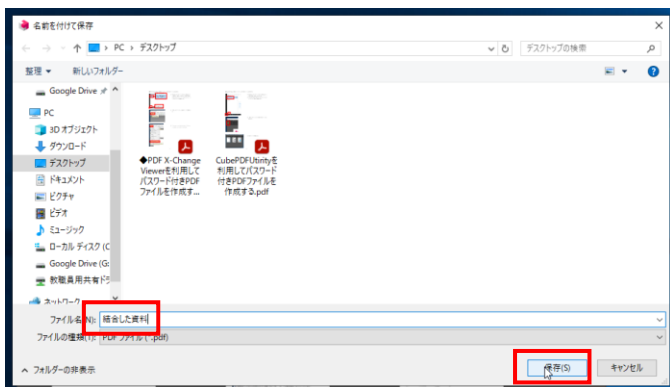 名前を付けて保存
PC › デスクトップ
デスクトップの検索
整理 新しいフォルダー
Google Drive
PC
3D オブジェクト
ダウンロード
デスクトップ
ドキュメント
ピクチャ
ビデオ
ミュージック
ローカル ディスク (C
Google Drive (G:
教職員用共有ドラ
ネットワーク
◆PDF X-Change
Viewerを利用して
パスワード付きPDF
ファイルを作成す...
CubePDFUtirityを
利用してパスワード
付きPDFファイルを
作成する.pdf
ファイル名(N): 結合した資料
ファイルの種類(T): PDF ファイル (*.pdf)
フォルダーの非表示
保存(S)
キャンセル